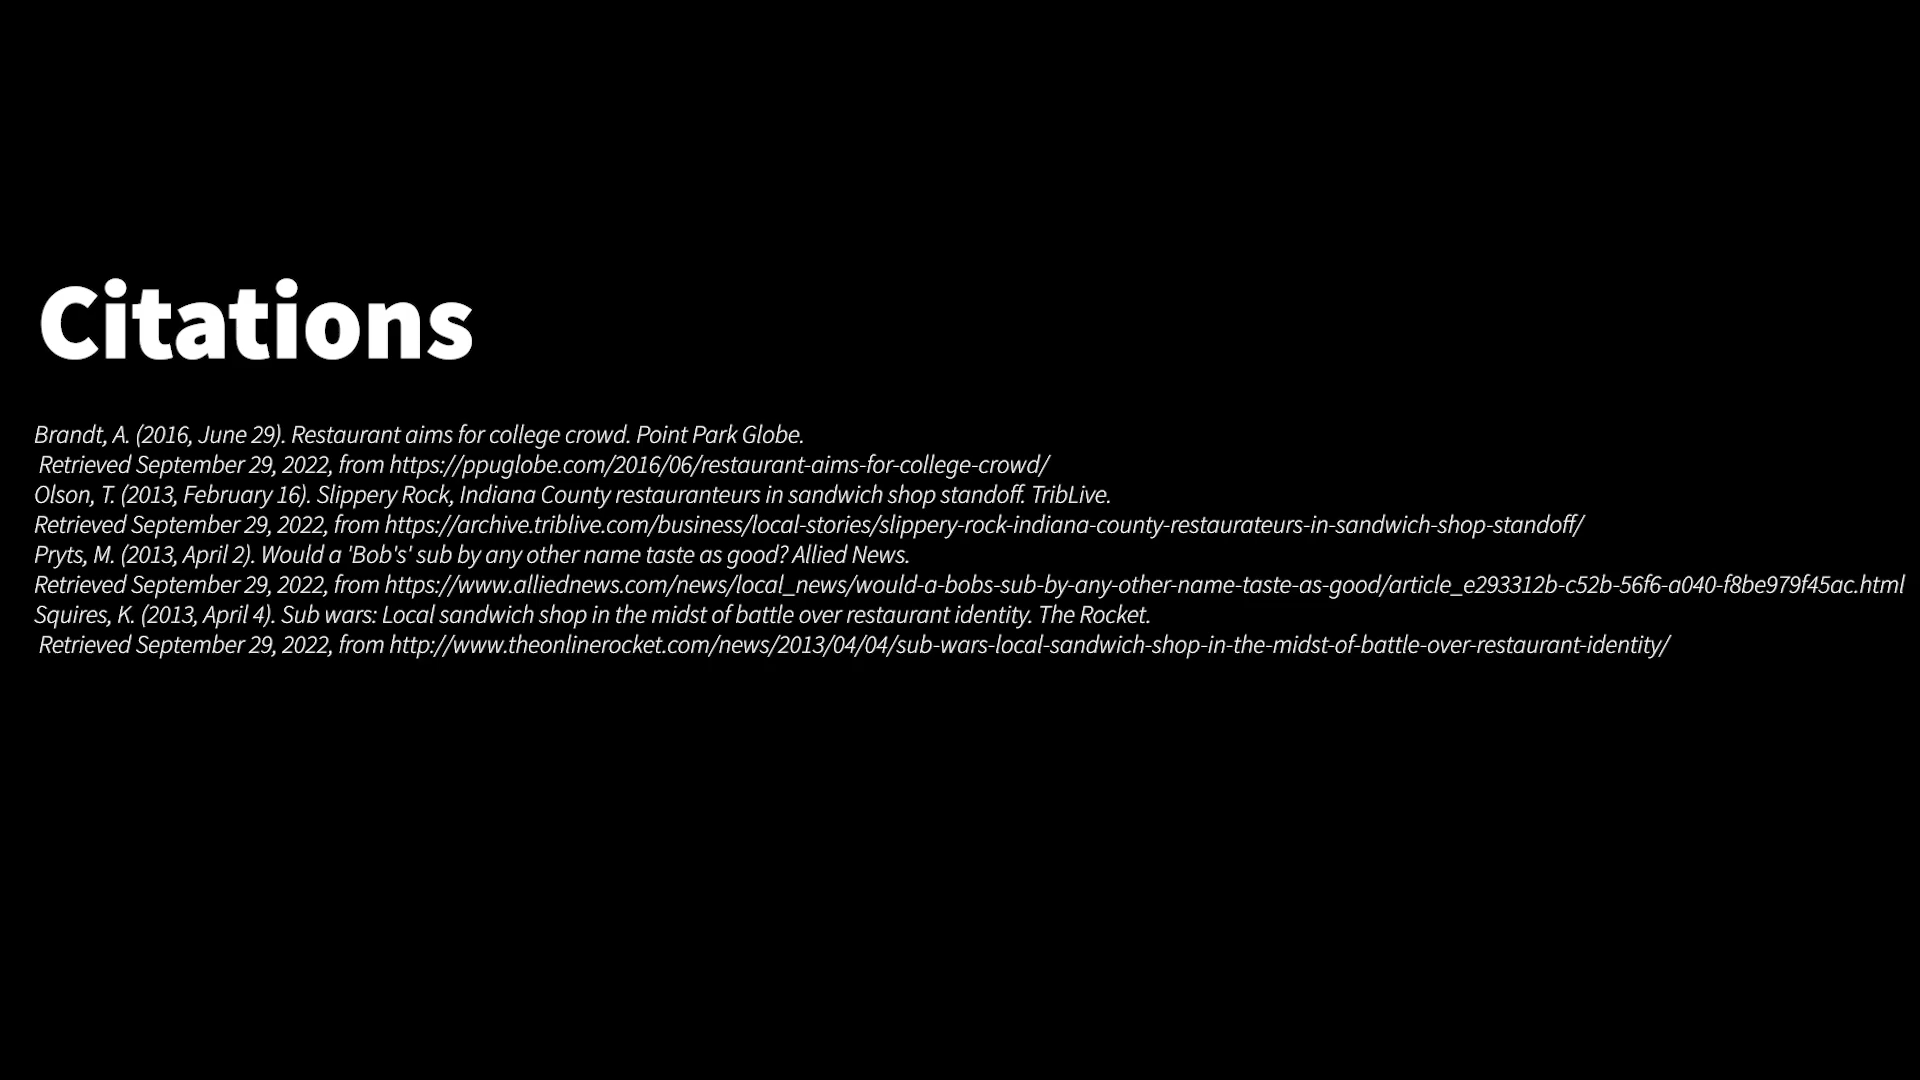 Citations
Brandt, A. (2016, June 29). Restaurant aims for college crowd. Point Park Globe.
Retrieved September 29, 2022, from https://ppuglobe.com/2016/06/restaurant-aims-for-college-crowd/
Olson, T. (2013, February 16). Slippery Rock, Indiana County restauranteurs in sandwich shop standoff. TribLive.
Retrieved September 29, 2022, from https://archive.triblive.com/business/local-stories/slippery-rock-indiana-county-restaurateurs-in-sandwich-shop-standoff/
Pryts, M. (2013, April 2). Would a 'Bob's' sub by any other name taste as good? Allied News.
Retrieved September 29, 2022, from https://www.alliednews.com/news/local_news/would-a-bobs-sub-by-any-other-name-taste-as-good/article_e293312b-c52b-56f6-a040-f8be979f45ac.html
Squires, K. (2013, April 4). Sub wars: Local sandwich shop in the midst of battle over restaurant identity. The Rocket.
Retrieved September 29, 2022, from http://www.theonlinerocket.com/news/2013/04/04/sub-wars-local-sandwich-shop-in-the-midst-of-battle-over-restaurant-identity/